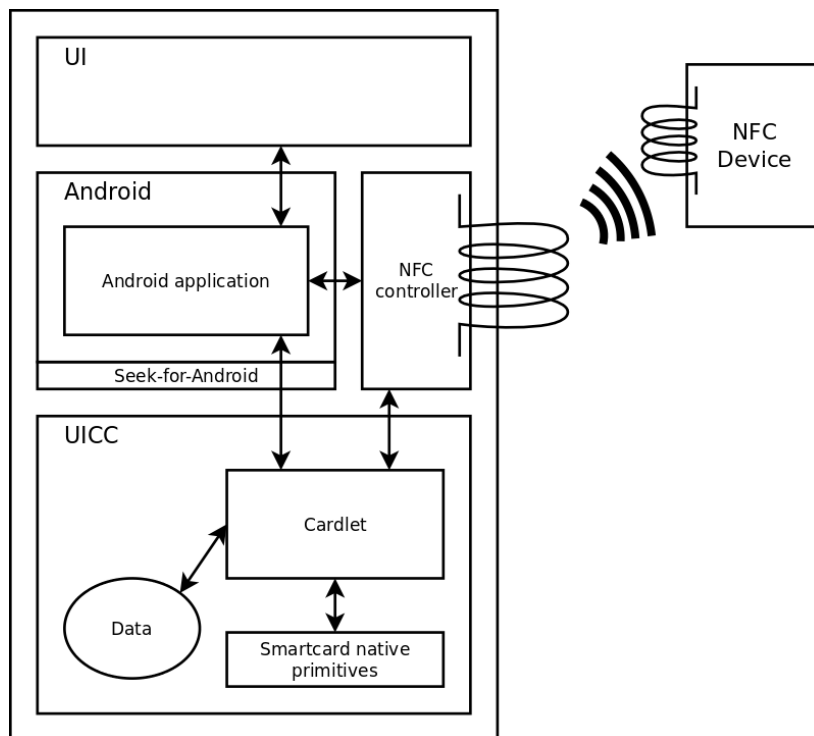 UI
NFC
Device
Android
Android application
NFC
controller
Seek-for-Android
UICC
Cardlet
Data
Smartcard native
primitives